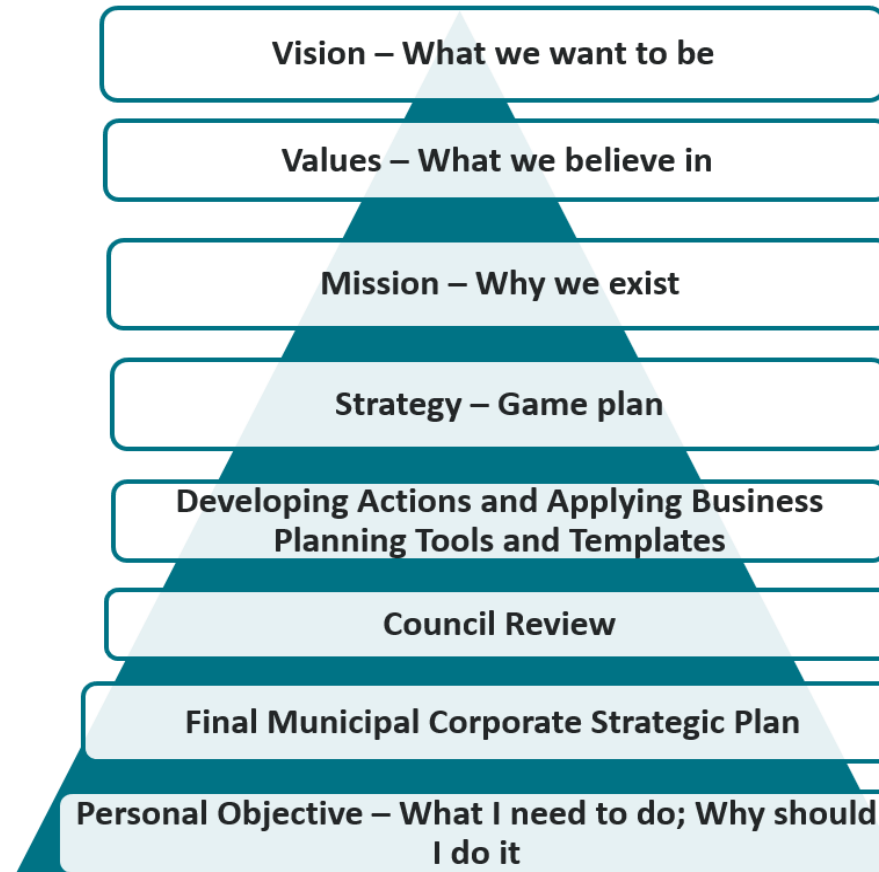 Vision – What we want to be
Values – What we believe in
Mission – Why we exist
Strategy – Game plan
Developing Actions and Applying Business
Planning Tools and Templates
Council Review
Final Municipal Corporate Strategic Plan
Personal Objective – What I need to do; Why should
I do it